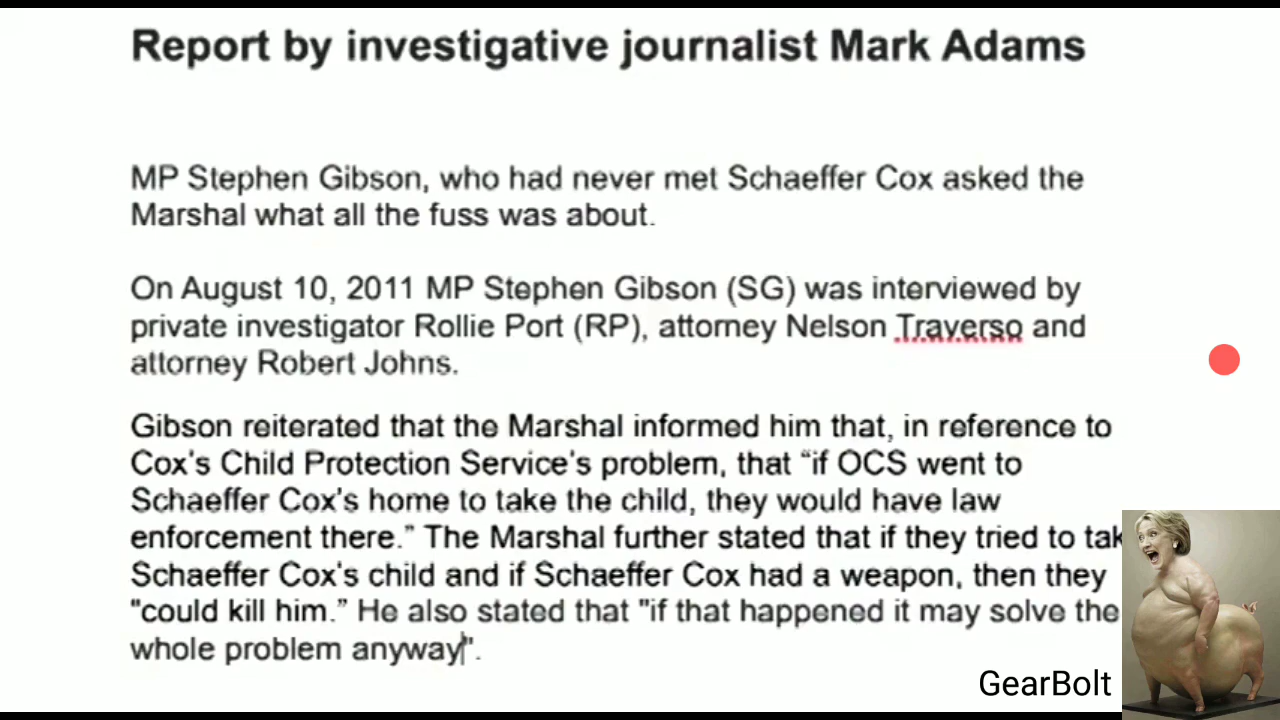 Report by investigative journalist Mark Adams
MP Stephen Gibson, who had never met Schaeffer Cox asked the
Marshal what all the fuss was about.
On August 10, 2011 MP Stephen Gibson (SG) was interviewed by
private investigator Rollie Port (RP), attorney Nelson Traverso and
attorney Robert Johns.
Gibson reiterated that the Marshal informed him that, in reference to
Cox's Child Protection Service's problem, that “if OCS went to
Schaeffer Cox's home to take the child, they would have law
enforcement there.” The Marshal further stated that if they tried to tak
Schaeffer Cox's child and if Schaeffer Cox had a weapon, then they
"could kill him.” He also stated that "if that happened it may solve the
whole problem anyway".
GearBolt